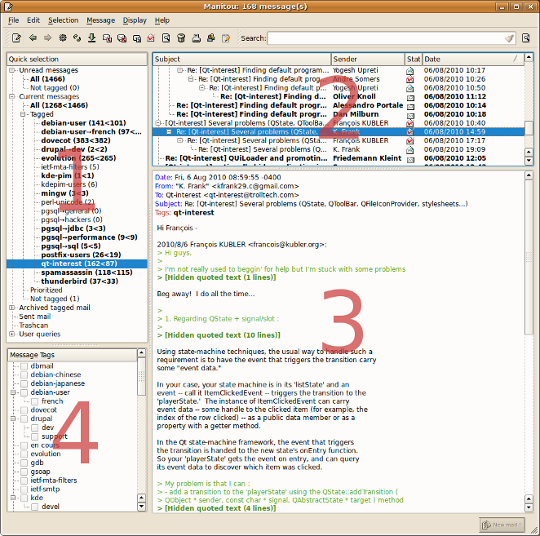 Manitou: 168 message(s)
File Edit Selection Message Display Help
Search:
Quick selection
Unread messages
All (1466)
Not tagged (0)
Current messages
All (1268<1466)
Tagged
debian-user (141<101)
debian-user->french (97<...
dovecot (383<382)
drupal->dev (2<2)
evolution (265<265)
ietf-mta-filters (5)
kde-pim (1<1)
kdepim-users (6)
mingw (3<3)
perl-unicode (2)
pgsql->general (0)
pgsql->hackers (0)
pgsql->jdbc (3<3)
pgsql->performance (9<9)
pgsql->sql (5<5)
postfix-users (26<19)
qt-interest (162<87)
spamassassin (118<115)
thunderbird (37<33)
Prioritized
Not tagged (1)
Archived tagged mail
Sent mail
Trashcan
User queries
1
Message Tags
dbmail
debian-chinese
debian-japanese
debian-user
french
dovecot
drupal
dev
support
en cours
evolution
gdb
gsoap
ietf-mta-filters
ietf-smtp
kde
devel
4
Subject Sender Stat Date
Re: [Qt-interest] Finding default program... Yogesh Upreti 06/08/2010 10:17
Re: [Qt-interest] Finding default progra... Andre Somers 06/08/2010 10:26
Re: [Qt-interest] Finding default pro... Yogesh Upreti 06/08/2010 10:50
Re: [Qt-interest] Finding default ... Oliver Knoll 06/08/2010 11:12
Re: [Qt-interest] Finding default progr... Alessandro Portale 06/08/2010 10:14
Re: [Qt-interest] Finding default progr... Dan Milburn 06/08/2010 10:18
[Qt-interest] Several problems (QState, QToolBa... François KUBLER 06/08/2010 10:40
Re: [Qt-interest] Several problems (QState, ... K. Frank 06/08/2010 14:59
Re: [Qt-interest] Several problems (QSta... François KUBLER 06/08/2010 17:17
Re: [Qt-interest] Several problems (Q... K. Frank 06/08/2010 19:09
Re: [Qt-interest] QUiLoader and promotin... Friedemann Kleint 06/08/2010 12:05
2
Date: Fri, 6 Aug 2010 08:59:55 -0400
From: "K. Frank" <kfrank29.c@gmail.com>
To: Qt-interest <qt-interest@trolltech.com>
Subject: Re: [Qt-interest] Several problems (QState, QToolBar, QFileIconProvider, stylesheets...)
Tags: qt-interest
Hi François -
2010/8/6 François KUBLER <francois@kubler.org>:
> Hi guys,
>
> I'm not really used to beggin' for help but I'm stuck with some problems
> [Hidden quoted text (1 lines)]
Beg away! I do all the time...
>
> 1. Regarding QState + signal/slot :
>
> [Hidden quoted text (10 lines)]
Using state-machine techniques, the usual way to handle such a
requirement is to have the event that triggers the transition carry
some "event data."
In your case, your state machine is in its 'listState' and an
event -- call it ItemClickedEvent -- triggers the transition to the
'playerState.' The instance of ItemClickedEvent can carry
event data -- some handle to the clicked item (for example, the
index of the row clicked) -- as a public data member or as a
property with a getter method.
In the Qt state-machine framework, the event that triggers
the transition is handed to the new state's onEntry function.
So your 'playerState' gets the event on entry, and can query
its event data to discover which item was clicked.
> My problem is that I can :
> - add a transition to the 'playerState' using the QState::addTransition (
> QObject * sender, const char * signal, QAbstractState * target ) method
> [Hidden quoted text (4 lines)]
3
New mail